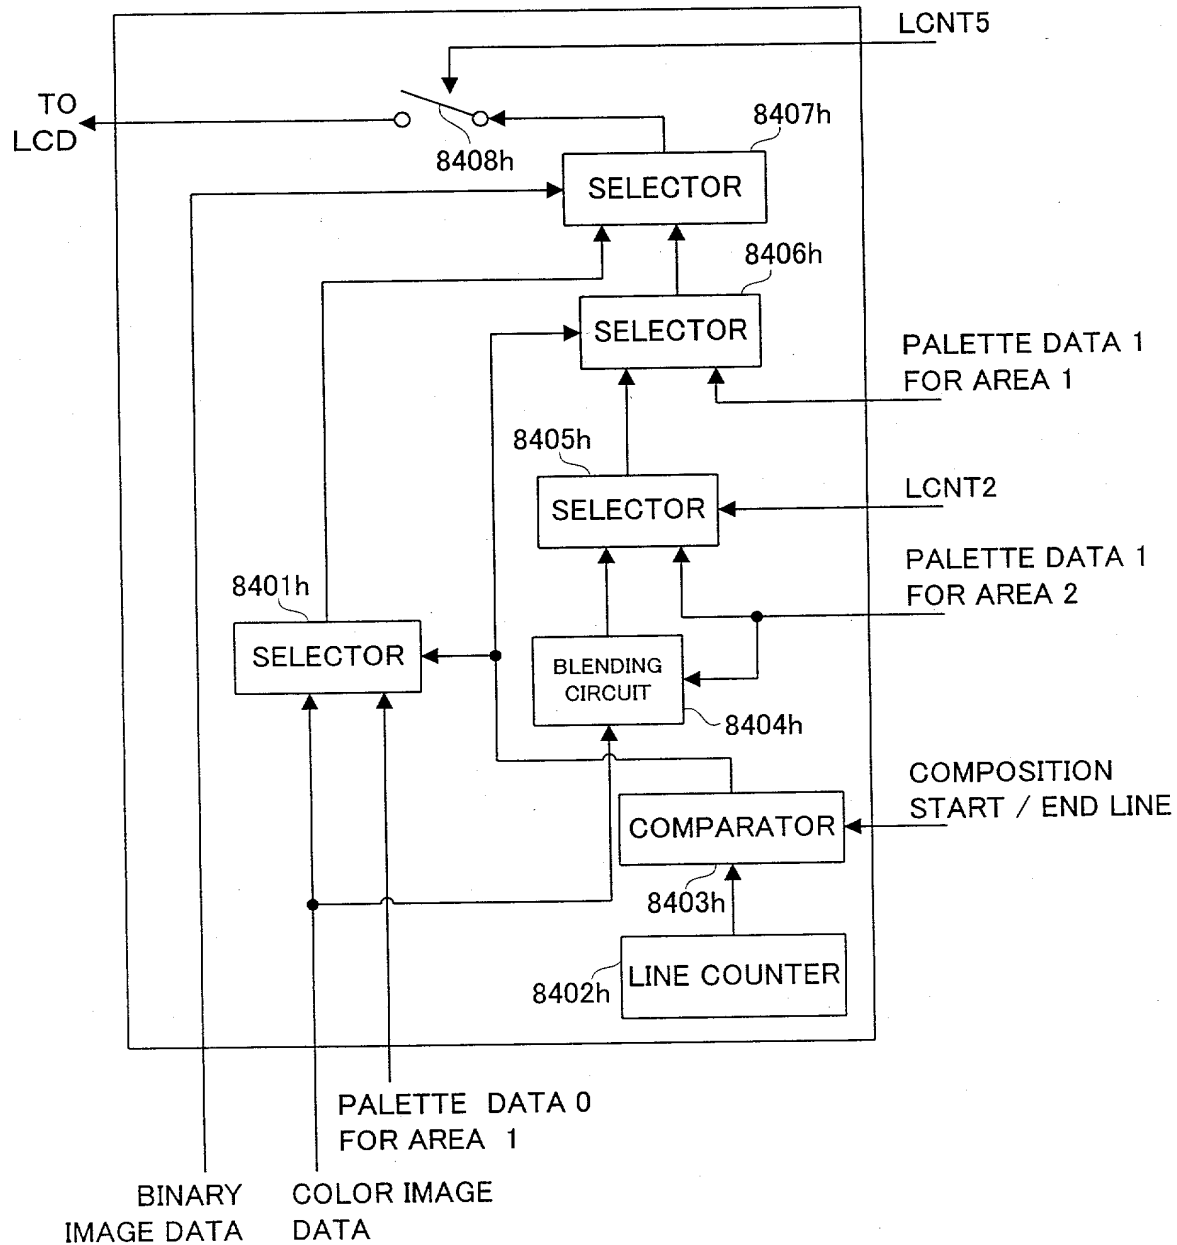 LCNT5
TO
LCD
8408h
8407h
SELECTOR
8406h
SELECTOR
PALETTE DATA 1
FOR AREA 1
8405h
SELECTOR
LCNT2
PALETTE DATA 1
FOR AREA 2
8401h
SELECTOR
BLENDING
CIRCUIT
8404h
COMPOSITION
START / END LINE
COMPARATOR
8403h
LINE COUNTER
8402h
PALETTE DATA 0
FOR AREA 1
BINARY
IMAGE DATA
COLOR IMAGE
DATA